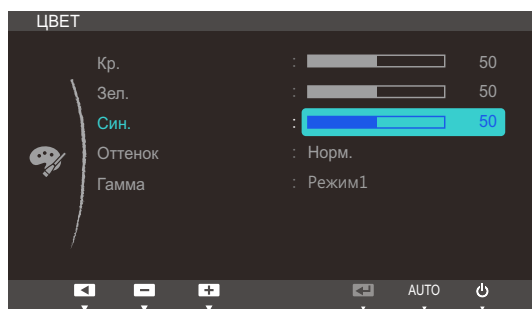 ЦВЕТ
Кр. : 50
Зел. : 50
Син. : 50
Оттенок : Норм.
Гамма : Режим1
AUTO